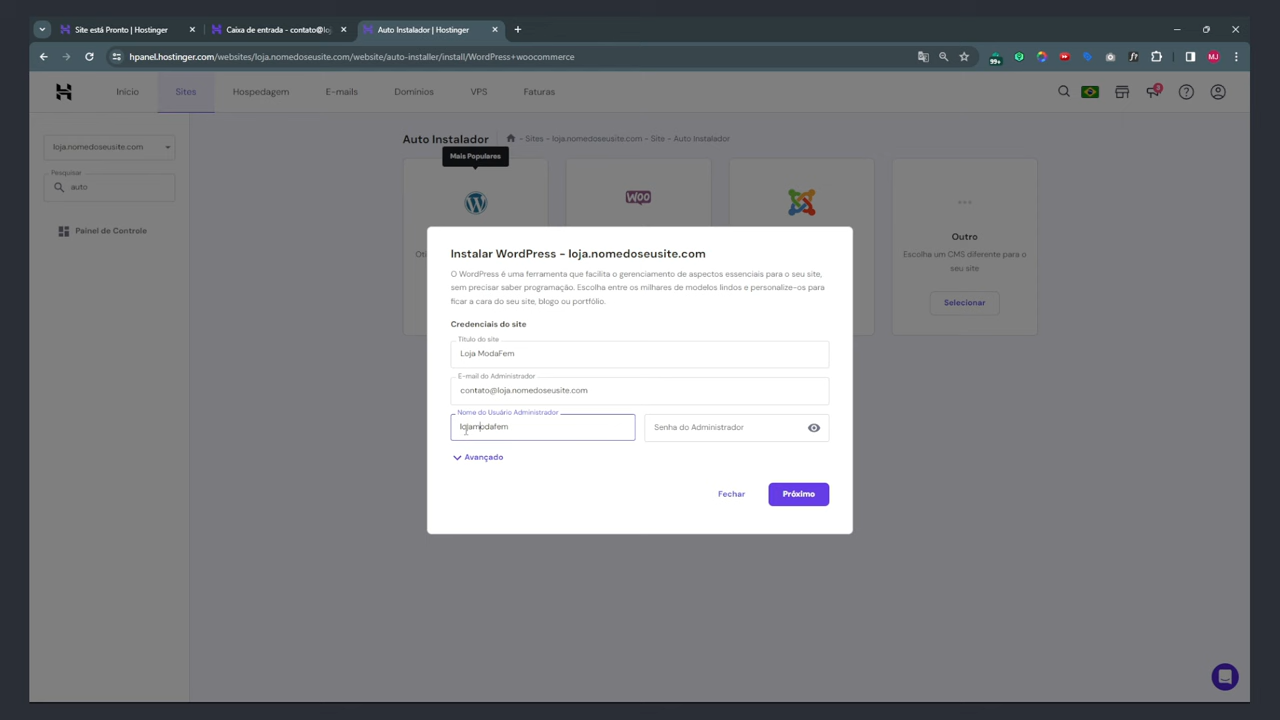 Site está Pronto | Hostinger
Caixa de entrada - contato@loj
Auto Instalador | Hostinger
hpanel.hostinger.com/websites/loja.nomedoseusite.com/website/auto-installer/install/WordPress+woocommerce
99+
Início
Sites
Hospedagem
E-mails
Domínios
VPS
Faturas
loja.nomedoseusite.com
Pesquisar
auto
Painel de Controle
Auto Instalador
- Sites - loja.nomedoseusite.com - Site - Auto Instalador
Mais Populares
Woo
Outro
Escolha um CMS diferente para o
seu site
Selecionar
Instalar WordPress - loja.nomedoseusite.com
O WordPress é uma ferramenta que facilita o gerenciamento de aspectos essenciais para o seu site,
sem precisar saber programação. Escolha entre os milhares de modelos lindos e personalize-os para
ficar a cara do seu site, blogo ou portfólio.
Credenciais do site
Título do site
Loja ModaFem
E-mail do Administrador
contato@loja.nomedoseusite.com
Nome do Usuário Administrador
lojamodafem
Senha do Administrador
Avançado
Fechar
Próximo